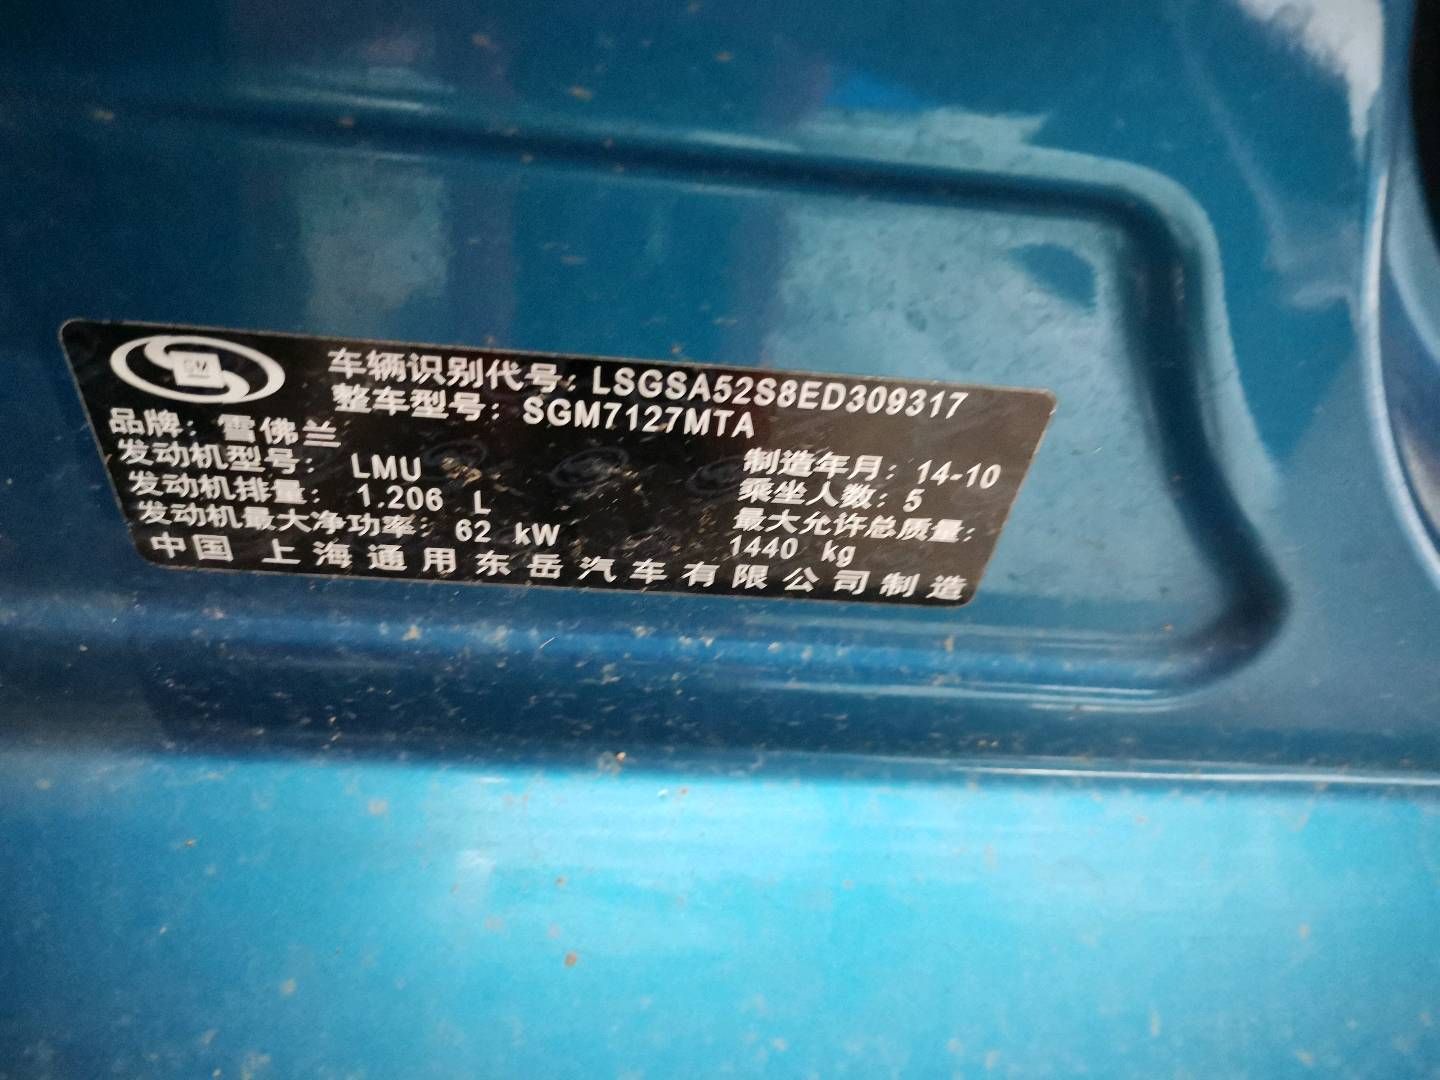 GM
车辆识别代号: LSGSA52S8ED309317
整车型号: SGM7127MTA
品牌: 雪佛兰
发动机型号: LMU 制造年月: 14-10
发动机排量: 1.206 L 乘坐人数: 5
发动机最大净功率: 62 kW 最大允许总质量:
1440 kg
中国 上海通用东岳汽车有限公司制造